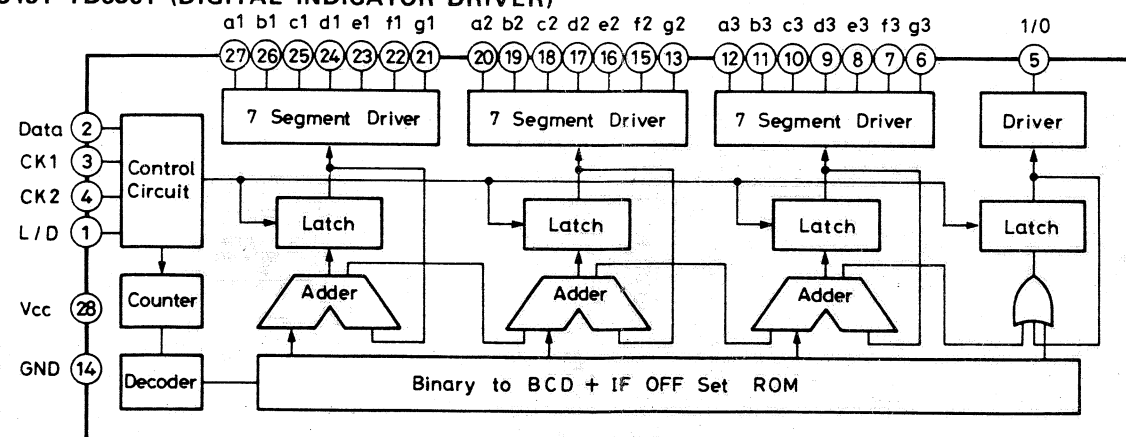 (DIGITAL INDICATOR DRIVER)
a1 b1 c1 d1 e1 f1 g1 a2 b2 c2 d2 e2 f2 g2 a3 b3 c3 d3 e3 f3 g3 1/0
27 26 25 24 23 22 21 20 19 18 17 16 15 13 12 11 10 9 8 7 6 5
7 Segment Driver 7 Segment Driver 7 Segment Driver Driver
Data 2
CK1 3
CK2 4
L/D 1
Control
Circuit
Latch Latch Latch Latch
Adder Adder Adder
Vcc 28 Counter
GND 14 Decoder Binary to BCD + IF OFF Set ROM